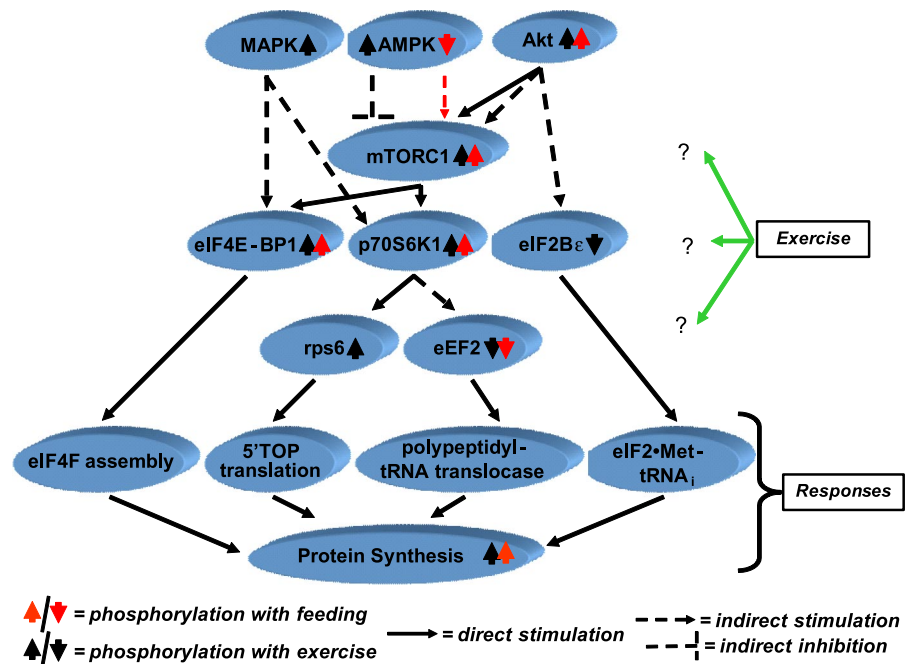 MAPK
AMPK
Akt
mTORC1
?
?
?
Exercise
eIF4E-BP1
p70S6K1
eIF2Bε
rps6
eEF2
eIF4F assembly
5'TOP
translation
polypeptidyl-
tRNA translocase
eIF2•Met-
tRNAi
Responses
Protein Synthesis
/ = phosphorylation with feeding
/ = phosphorylation with exercise
= direct stimulation
= indirect stimulation
= indirect inhibition